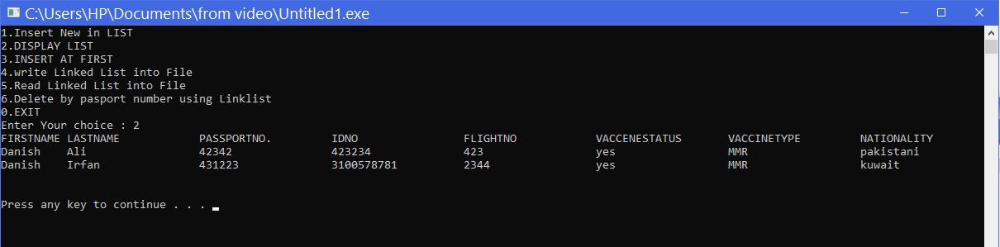 C:\Users\HP\Documents\from video\Untitled1.exe
1.Insert New in LIST
2.DISPLAY LIST
3.INSERT AT FIRST
4.write Linked List into File
5.Read Linked List into File
6.Delete by pasport number using Linklist
0.EXIT
Enter Your choice : 2
FIRSTNAME LASTNAME PASSPORTNO. IDNO FLIGHTNO VACCENESTATUS VACCINETYPE NATIONALITY
Danish Ali 42342 423234 423 yes MMR pakistani
Danish Irfan 431223 3100578781 2344 yes MMR kuwait
Press any key to continue . . .